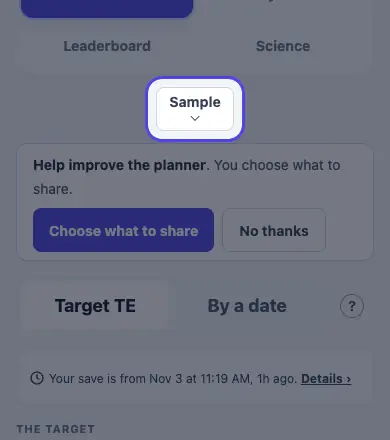 Leaderboard
Science
Sample
Help improve the planner. You choose what to
share.
Choose what to share
No thanks
Target TE
By a date
?
Your save is from Nov 3 at 11:19 AM, 1h ago. Details ›
THE TARGET